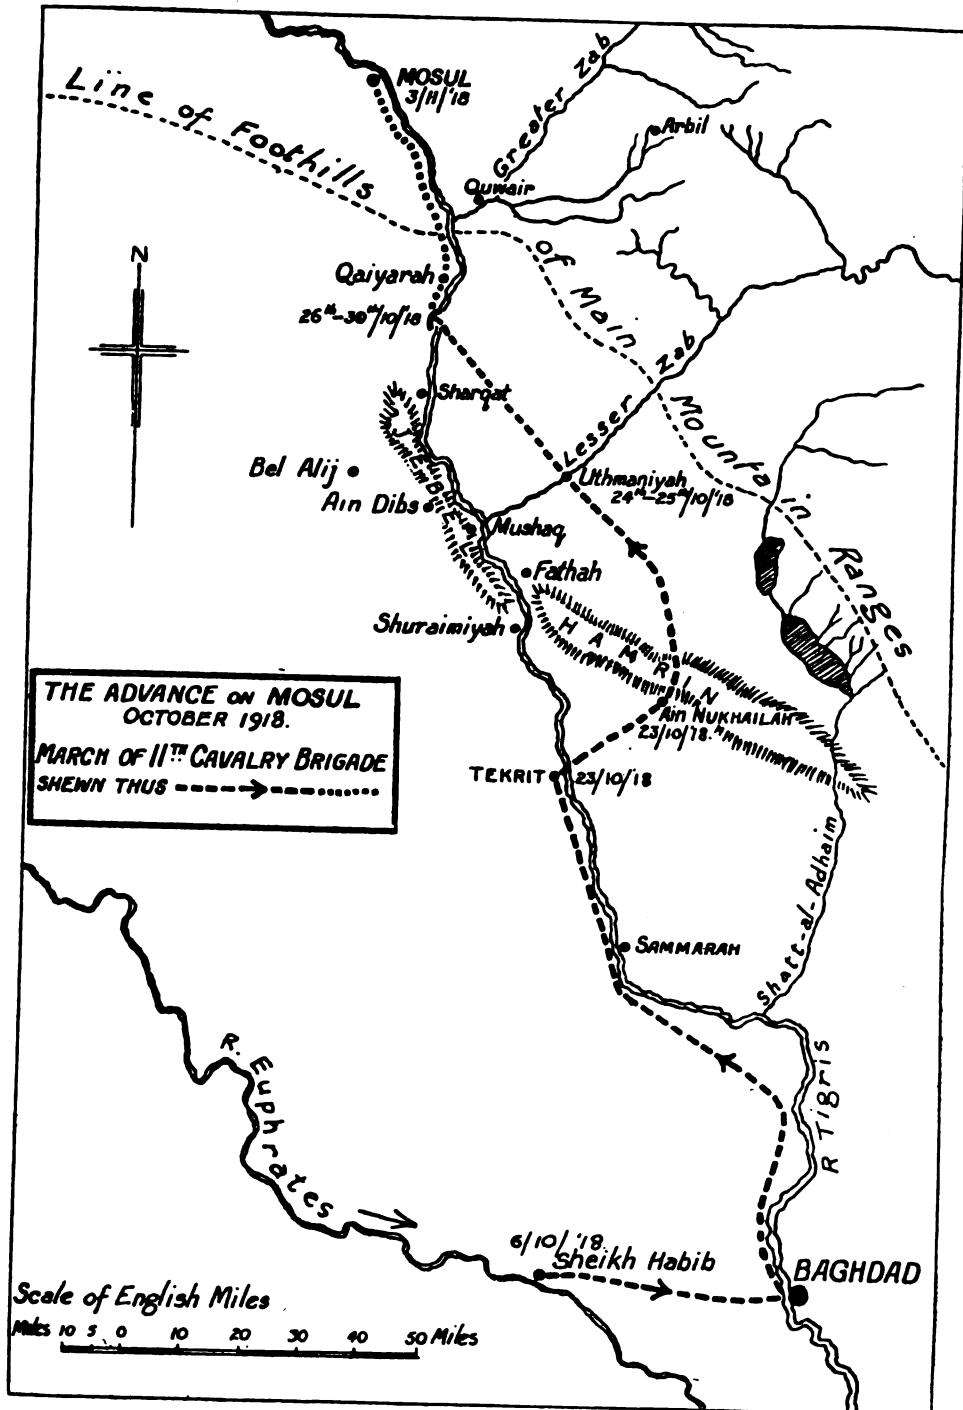 Line of Foothills of Main Mountain Ranges
MOSUL
3/11/'18
Greater Zab
Arbil
Quwair
N
Qaiyarah
26th–30th/10/'18
Sharqat
Lesser Zab
JEBEL
Bel Alij
Uthmaniyah
24th–25th/10/'18
Ain Dibs
Mushaq
Fathah
Shuraimiyah
HAMRIN
THE ADVANCE ON MOSUL
OCTOBER 1918.
MARCH OF 11TH CAVALRY BRIGADE
SHEWN THUS
Ain NUKHAILAH
23/10/'18.
TEKRIT
23/10/'18
Shatt-al-Adhaim
SAMMARAH
R. Euphrates
R Tigris
6/10/'18.
Sheikh Habib
BAGHDAD
Scale of English Miles
Miles 10 5 0 10 20 30 40 50 Miles